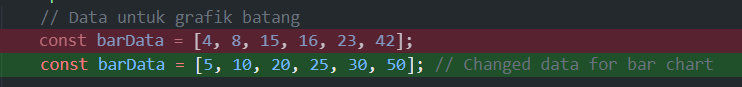 // Data untuk grafik batang
const barData = [4, 8, 15, 16, 23, 42];
const barData = [5, 10, 20, 25, 30, 50]; // Changed data for bar chart